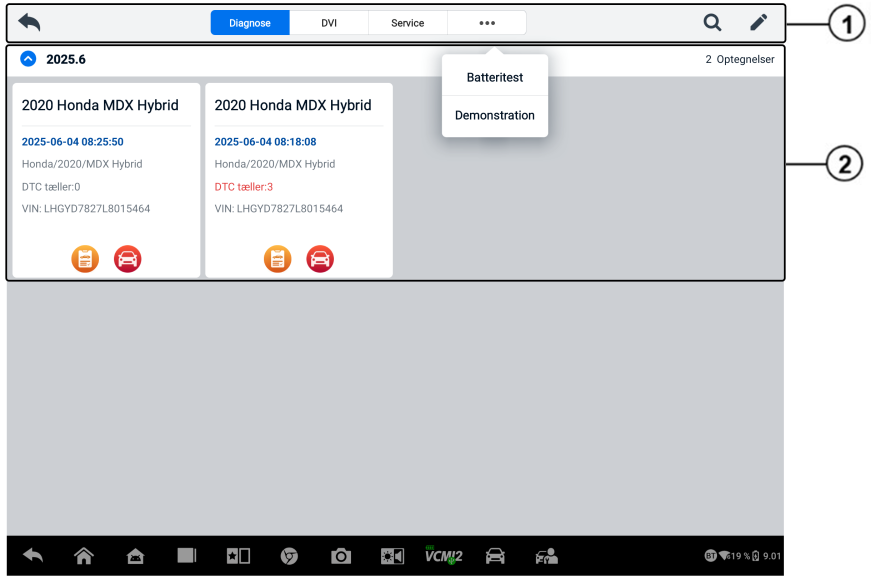 Diagnose DVI Service ••• 1
2025.6 2 Optegnelser
Batteritest
Demonstration
2020 Honda MDX Hybrid 2020 Honda MDX Hybrid
2025-06-04 08:25:50 2025-06-04 08:18:08
Honda/2020/MDX Hybrid Honda/2020/MDX Hybrid
DTC tæller:0 DTC tæller:3
VIN: LHGYD7827L8015464 VIN: LHGYD7827L8015464
2
VCMI2 BT 19 % 9.01